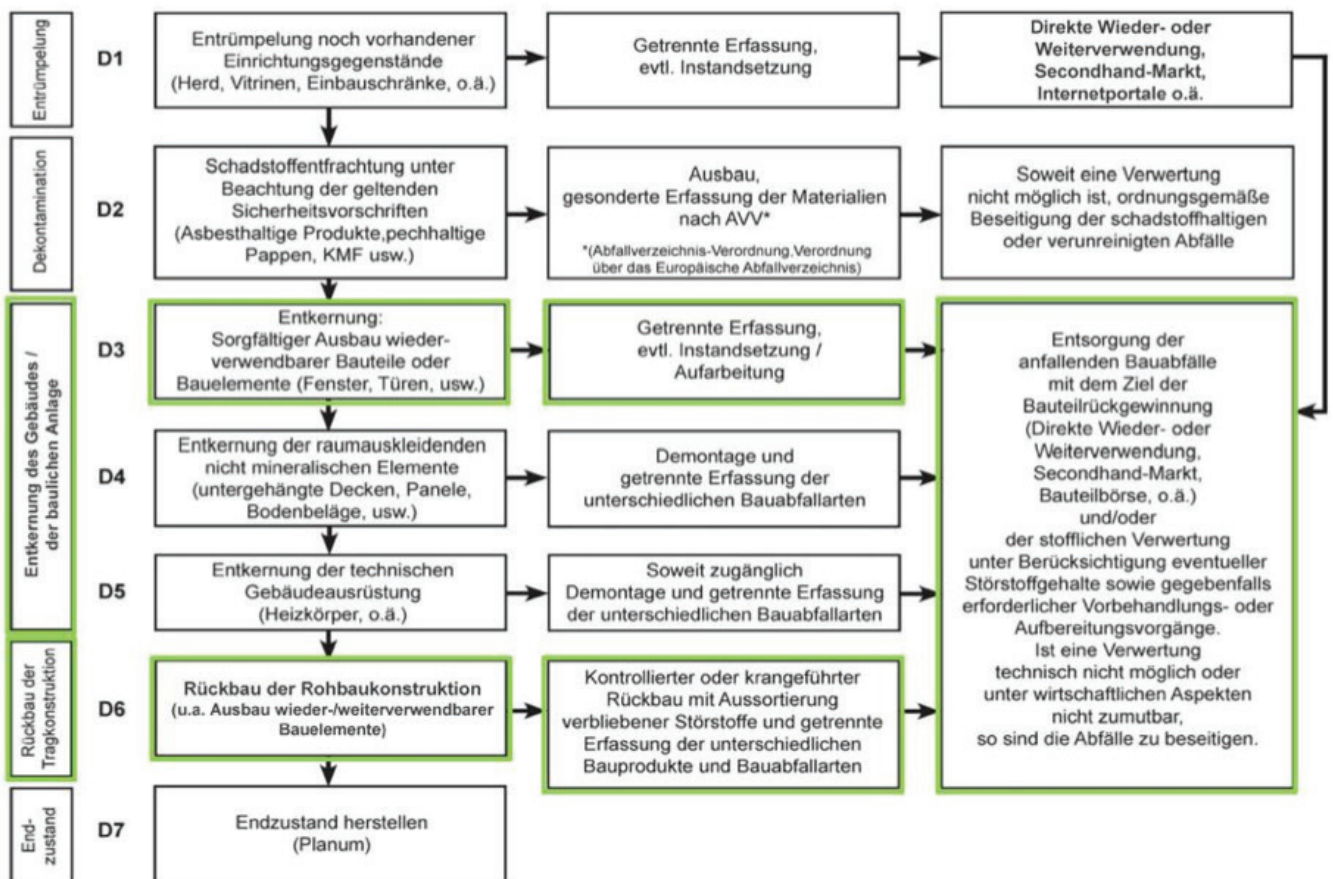 Entrümpelung
D1
Entrümpelung noch vorhandener
Einrichtungsgegenstände
(Herd, Vitrinen, Einbauschränke, o.ä.)
Getrennte Erfassung,
evtl. Instandsetzung
Direkte Wieder- oder
Weiterverwendung,
Secondhand-Markt,
Internetportale o.ä.
Dekontamination
D2
Schadstoffentfrachtung unter
Beachtung der geltenden
Sicherheitsvorschriften
(Asbesthaltige Produkte,pechhaltige
Pappen, KMF usw.)
Ausbau,
gesonderte Erfassung der Materialien
nach AVV*
*(Abfallverzeichnis-Verordnung,Verordnung
über das Europäische Abfallverzeichnis)
Soweit eine Verwertung
nicht möglich ist, ordnungsgemäße
Beseitigung der schadstoffhaltigen
oder verunreinigten Abfälle
Entkernung des Gebäudes /
der baulichen Anlage
D3
Entkernung:
Sorgfältiger Ausbau wieder-
verwendbarer Bauteile oder
Bauelemente (Fenster, Türen, usw.)
Getrennte Erfassung,
evtl. Instandsetzung /
Aufarbeitung
Entsorgung der
anfallenden Bauabfälle
mit dem Ziel der
Bauteilrückgewinnung
(Direkte Wieder- oder
Weiterverwendung,
Secondhand-Markt,
Bauteilbörse, o.ä.)
und/oder
der stofflichen Verwertung
unter Berücksichtigung eventueller
Störstoffgehalte sowie gegebenfalls
erforderlicher Vorbehandlungs- oder
Aufbereitungsvorgänge.
Ist eine Verwertung
technisch nicht möglich oder
unter wirtschaftlichen Aspekten
nicht zumutbar,
so sind die Abfälle zu beseitigen.
D4
Entkernung der raumauskleidenden
nicht mineralischen Elemente
(untergehängte Decken, Panele,
Bodenbeläge, usw.)
Demontage und
getrennte Erfassung der
unterschiedlichen Bauabfallarten
D5
Entkernung der technischen
Gebäudeausrüstung
(Heizkörper, o.ä.)
Soweit zugänglich
Demontage und getrennte Erfassung
der unterschiedlichen Bauabfallarten
Rückbau der
Tragkonstruktion
D6
Rückbau der Rohbaukonstruktion
(u.a. Ausbau wieder-/weiterverwendbarer
Bauelemente)
Kontrollierter oder krangeführter
Rückbau mit Aussortierung
verbliebener Störstoffe und getrennte
Erfassung der unterschiedlichen
Bauprodukte und Bauabfallarten
End-
zustand
D7
Endzustand herstellen
(Planum)